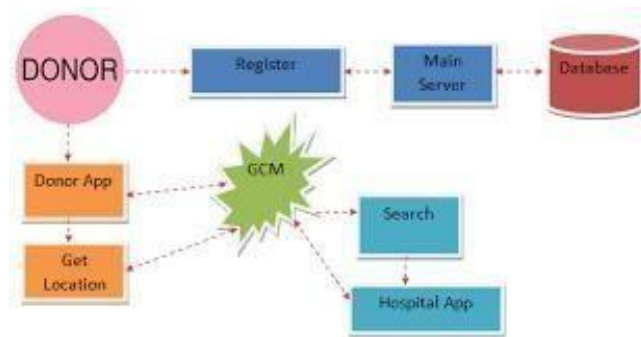 DONOR
Register
Main
Server
Database
Donor App
GCM
Search
Get
Location
Hospital App